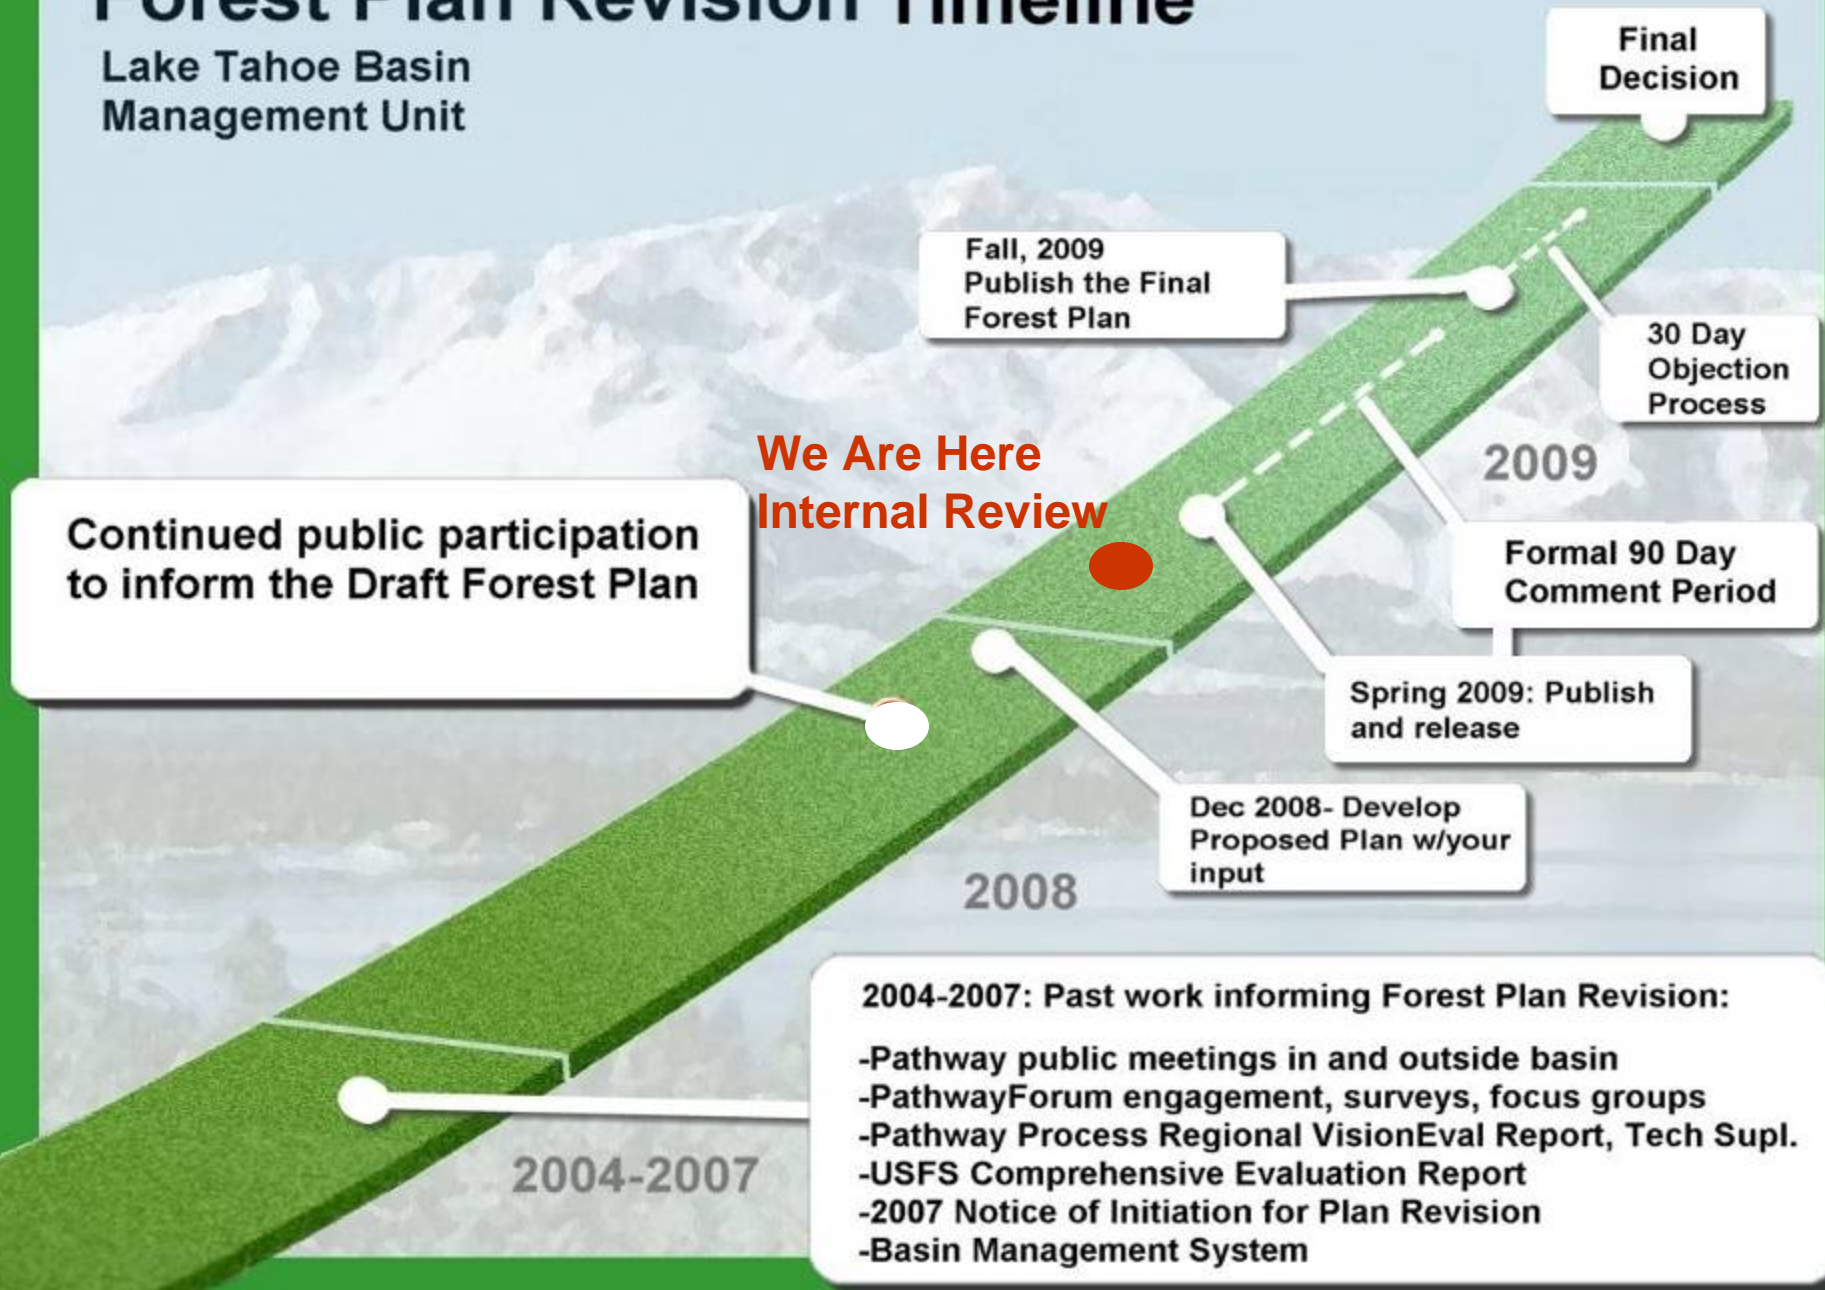 Forest Plan Revision Timeline
Lake Tahoe Basin
Management Unit
Final
Decision
Fall, 2009
Publish the Final
Forest Plan
30 Day
Objection
Process
2009
We Are Here
Internal Review
Continued public participation
to inform the Draft Forest Plan
Formal 90 Day
Comment Period
Spring 2009: Publish
and release
Dec 2008- Develop
Proposed Plan w/your
input
2008
2004-2007: Past work informing Forest Plan Revision:
-Pathway public meetings in and outside basin
-PathwayForum engagement, surveys, focus groups
-Pathway Process Regional VisionEval Report, Tech Supl.
-USFS Comprehensive Evaluation Report
-2007 Notice of Initiation for Plan Revision
-Basin Management System
2004-2007